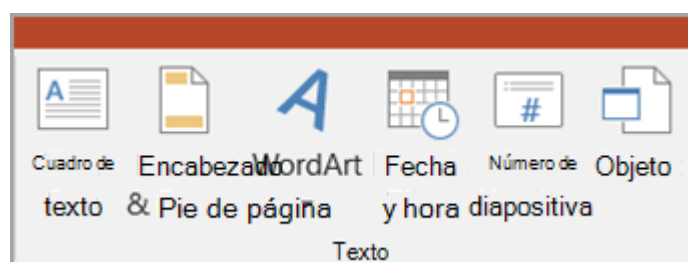 Cuadro de
texto
Encabezado
& Pie de página
WordArt
Fecha
y hora
Número de
diapositiva
Objeto
Texto